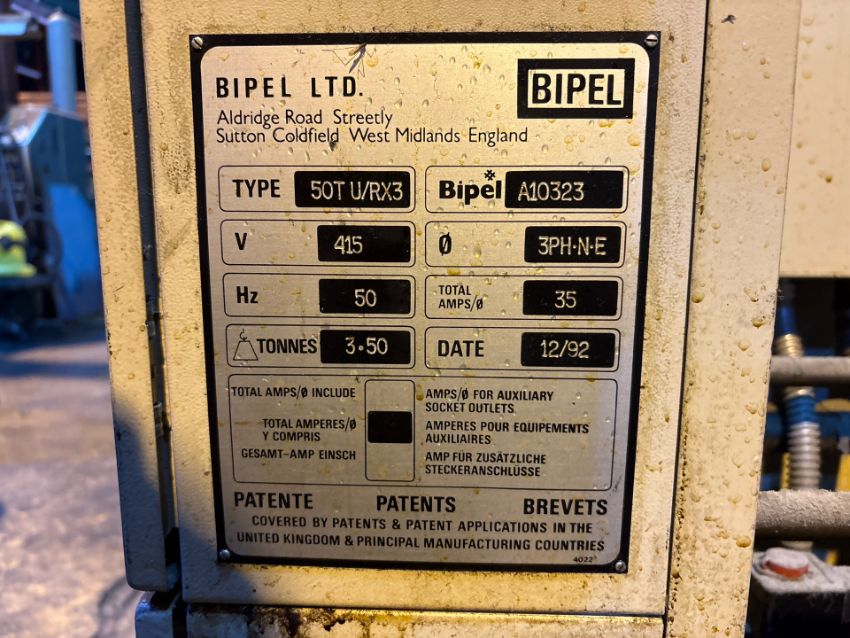 BIPEL LTD.
BIPEL
Aldridge Road Streetly
Sutton Coldfield West Midlands England
TYPE 50T U/RX3
Bipel A10323
V 415
Ø 3PH·N·E
Hz 50
TOTAL
AMPS/Ø 35
TONNES 3·50
DATE 12/92
TOTAL AMPS/Ø INCLUDE
AMPS/Ø FOR AUXILIARY
SOCKET OUTLETS
TOTAL AMPERES/Ø
Y COMPRIS
AMPERES POUR EQUIPEMENTS
AUXILIAIRES
GESAMT-AMP EINSCH
AMP FÜR ZUSÄTZLICHE
STECKERANSCHLÜSSE
PATENTE PATENTS BREVETS
COVERED BY PATENTS & PATENT APPLICATIONS IN THE
UNITED KINGDOM & PRINCIPAL MANUFACTURING COUNTRIES
4022